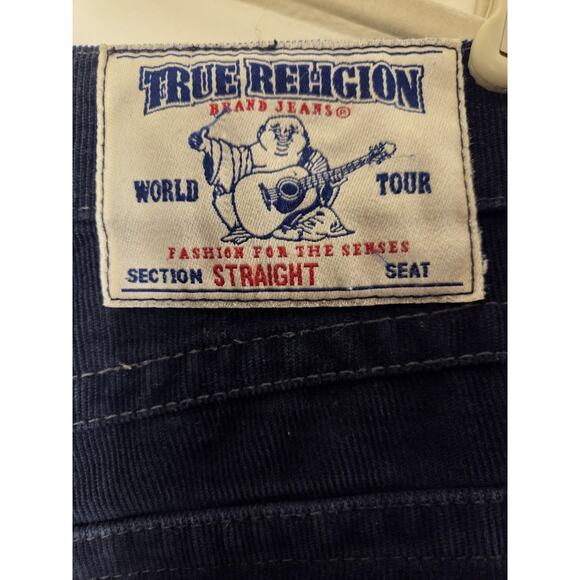 TRUE RELIGION
BRAND JEANS®
WORLD TOUR
FASHION FOR THE SENSES
SECTION STRAIGHT SEAT